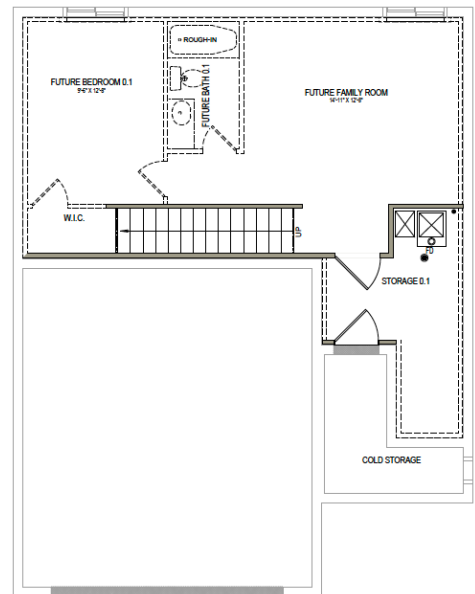 ROUGH-IN
FUTURE BEDROOM 0.1
9'-6" X 12'-8"
FUTURE BATH 0.1
FUTURE FAMILY ROOM
14'-11" X 12'-8"
W.I.C.
UP
FD
STORAGE 0.1
COLD STORAGE